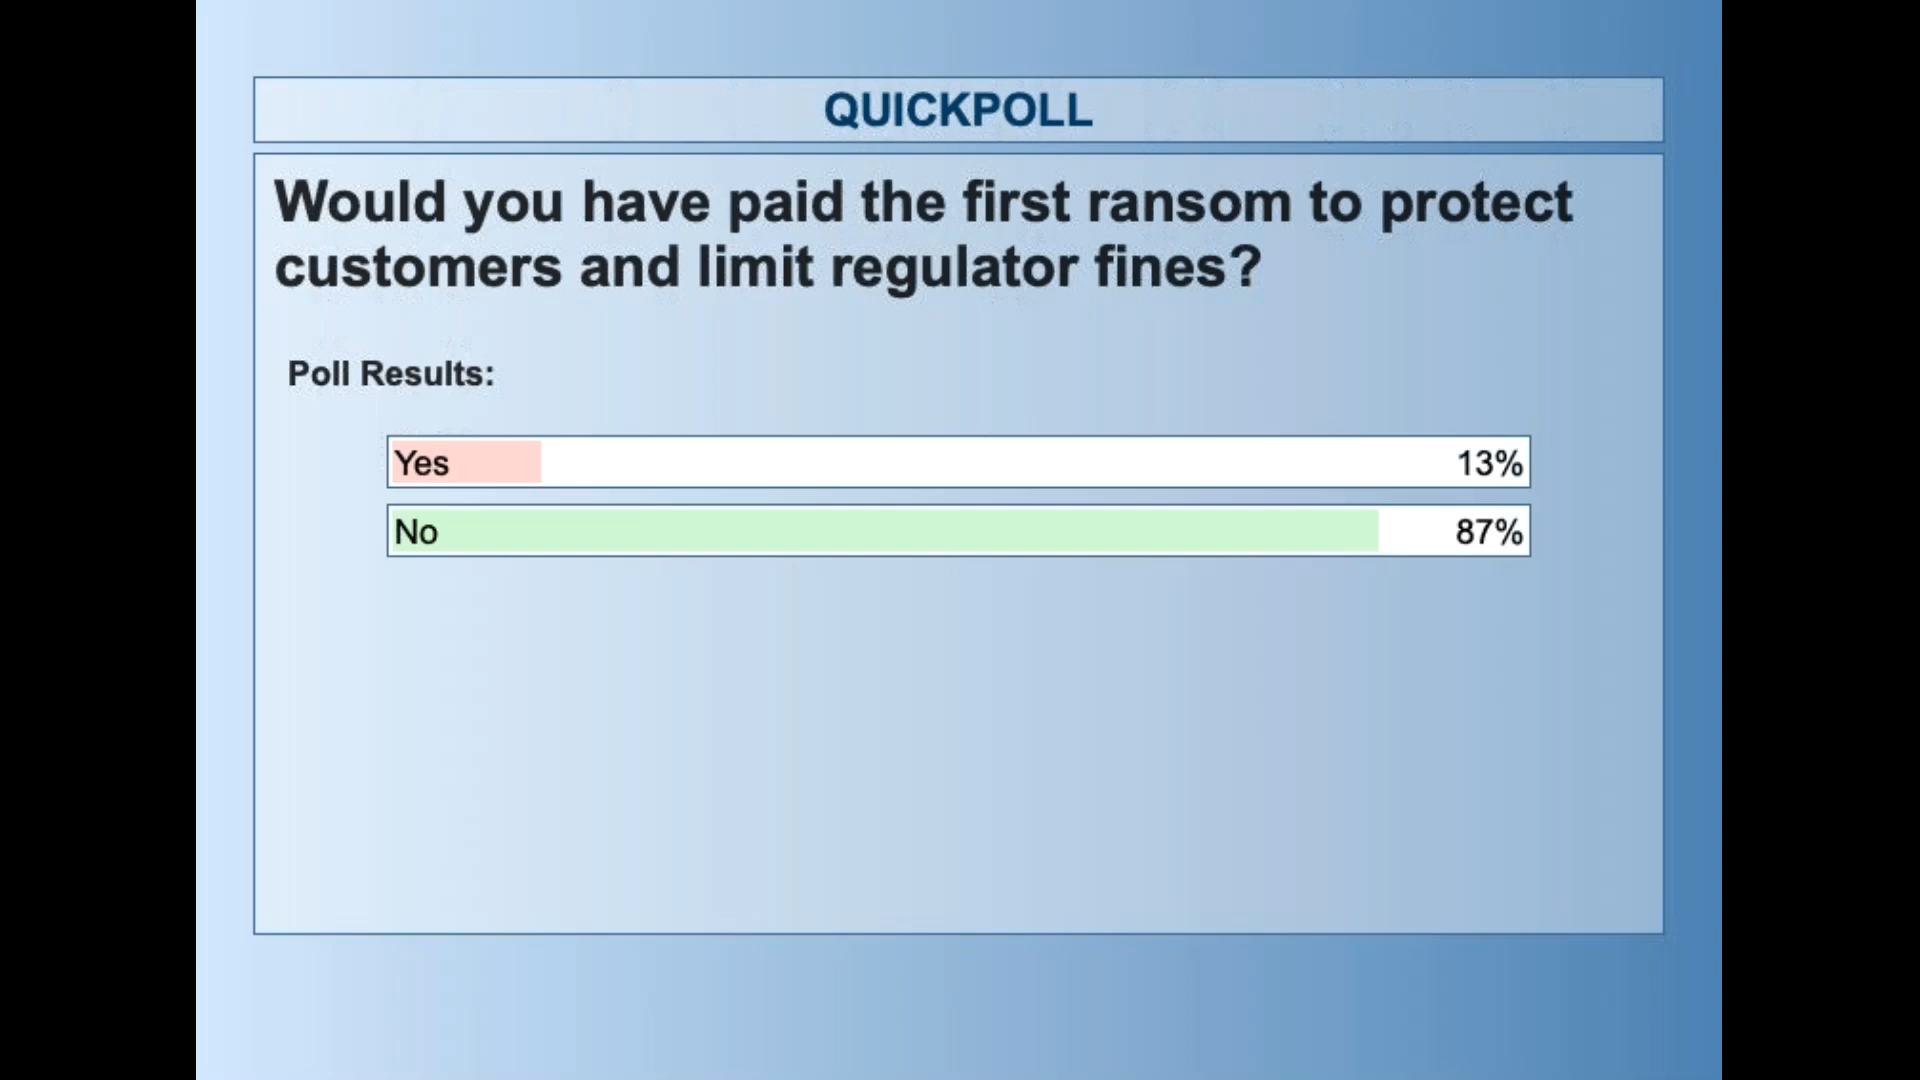 QUICKPOLL
Would you have paid the first ransom to protect
customers and limit regulator fines?
Poll Results:
Yes 13%
No 87%